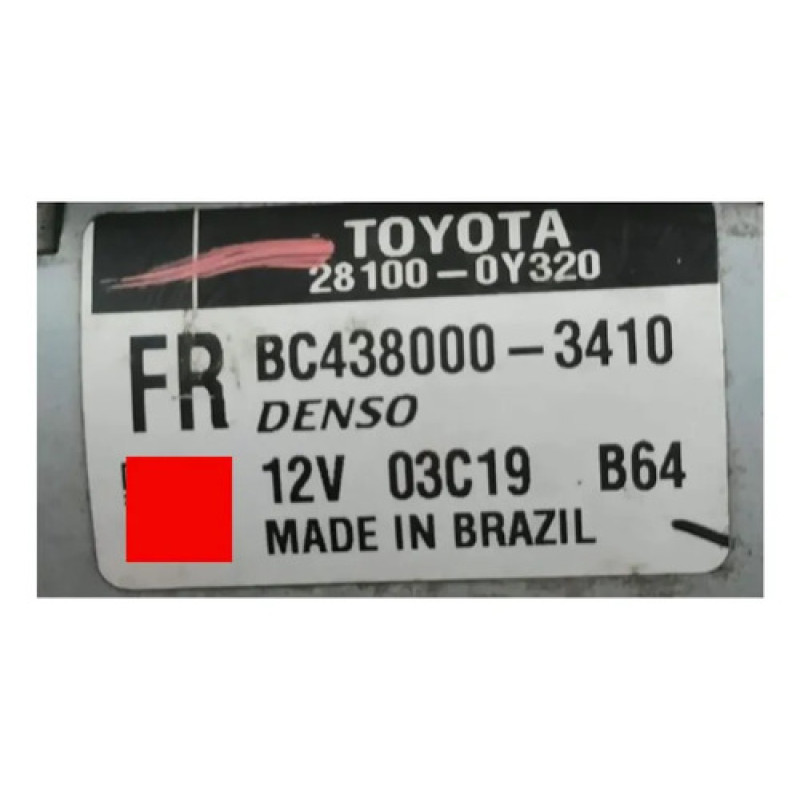 TOYOTA
28100-0Y320
FR BC438000-3410
DENSO
12V 03C19 B64
MADE IN BRAZIL